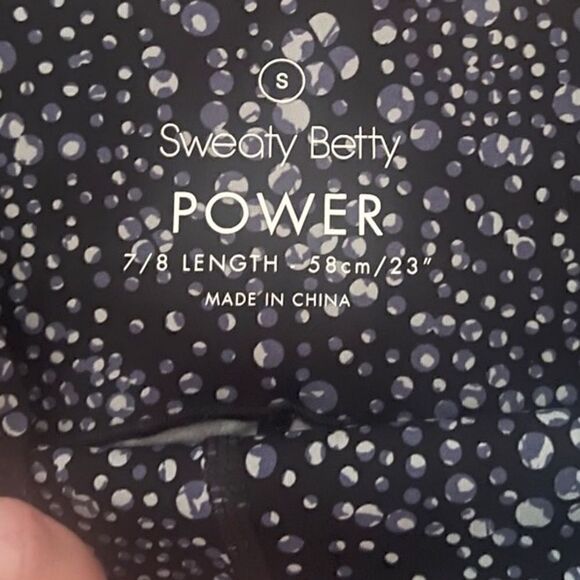 S
Sweaty Betty
POWER
7/8 LENGTH - 58cm/23"
MADE IN CHINA